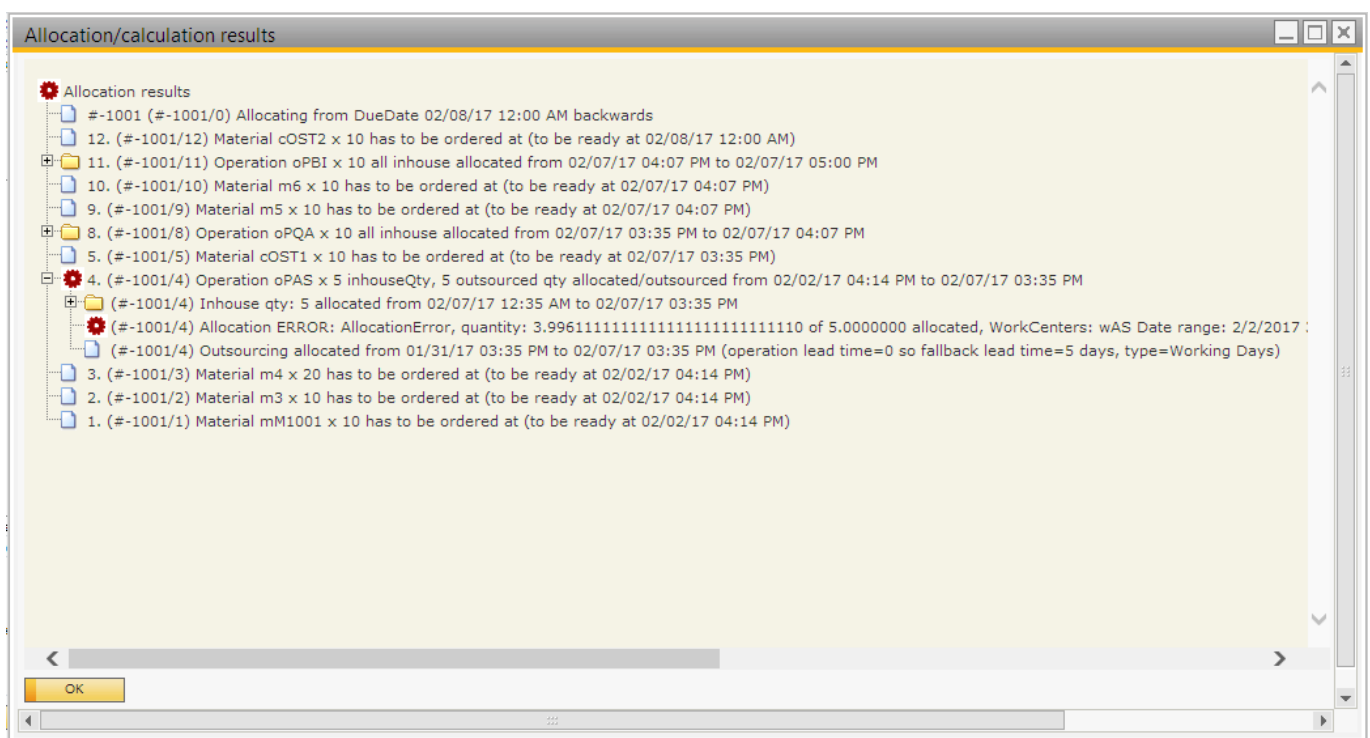 Allocation/calculation results
Allocation results
#-1001 (#-1001/0) Allocating from DueDate 02/08/17 12:00 AM backwards
12. (#-1001/12) Material cOST2 x 10 has to be ordered at (to be ready at 02/08/17 12:00 AM)
11. (#-1001/11) Operation oPBI x 10 all inhouse allocated from 02/07/17 04:07 PM to 02/07/17 05:00 PM
10. (#-1001/10) Material m6 x 10 has to be ordered at (to be ready at 02/07/17 04:07 PM)
9. (#-1001/9) Material m5 x 10 has to be ordered at (to be ready at 02/07/17 04:07 PM)
8. (#-1001/8) Operation oPQA x 10 all inhouse allocated from 02/07/17 03:35 PM to 02/07/17 04:07 PM
5. (#-1001/5) Material cOST1 x 10 has to be ordered at (to be ready at 02/07/17 03:35 PM)
4. (#-1001/4) Operation oPAS x 5 inhouseQty, 5 outsourced qty allocated/outsourced from 02/02/17 04:14 PM to 02/07/17 03:35 PM
(#-1001/4) Inhouse qty: 5 allocated from 02/07/17 12:35 AM to 02/07/17 03:35 PM
(#-1001/4) Allocation ERROR: AllocationError, quantity: 3.9961111111111111111111111110 of 5.0000000 allocated, WorkCenters: wAS Date range: 2/2/2017
(#-1001/4) Outsourcing allocated from 01/31/17 03:35 PM to 02/07/17 03:35 PM (operation lead time=0 so fallback lead time=5 days, type=Working Days)
3. (#-1001/3) Material m4 x 20 has to be ordered at (to be ready at 02/02/17 04:14 PM)
2. (#-1001/2) Material m3 x 10 has to be ordered at (to be ready at 02/02/17 04:14 PM)
1. (#-1001/1) Material mM1001 x 10 has to be ordered at (to be ready at 02/02/17 04:14 PM)
OK